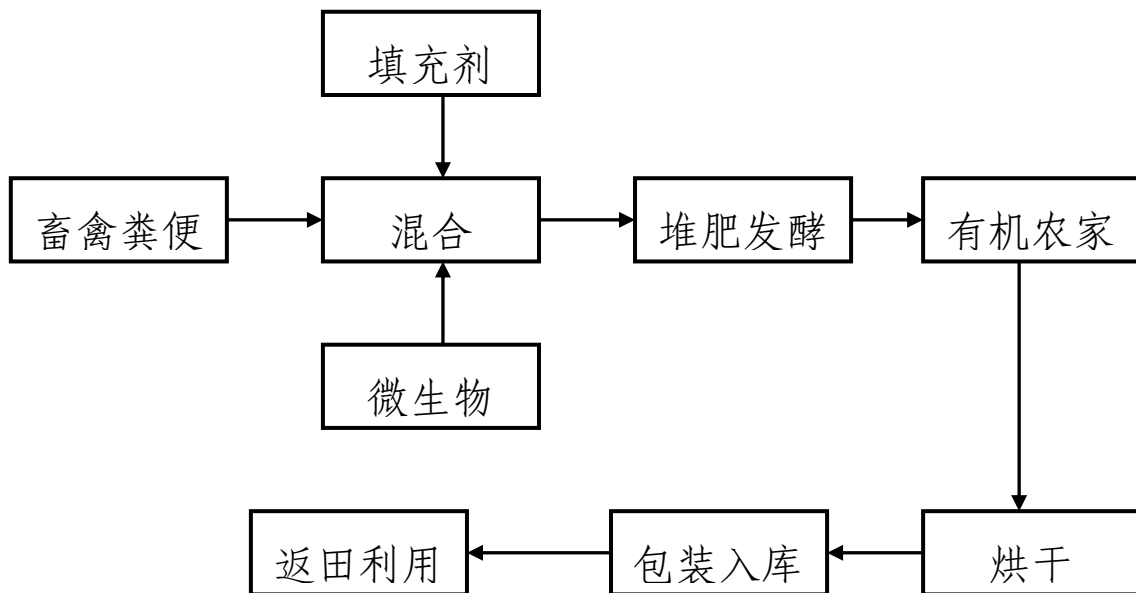 填充剂
畜禽粪便
混合
堆肥发酵
有机农家
微生物
返田利用
包装入库
烘干